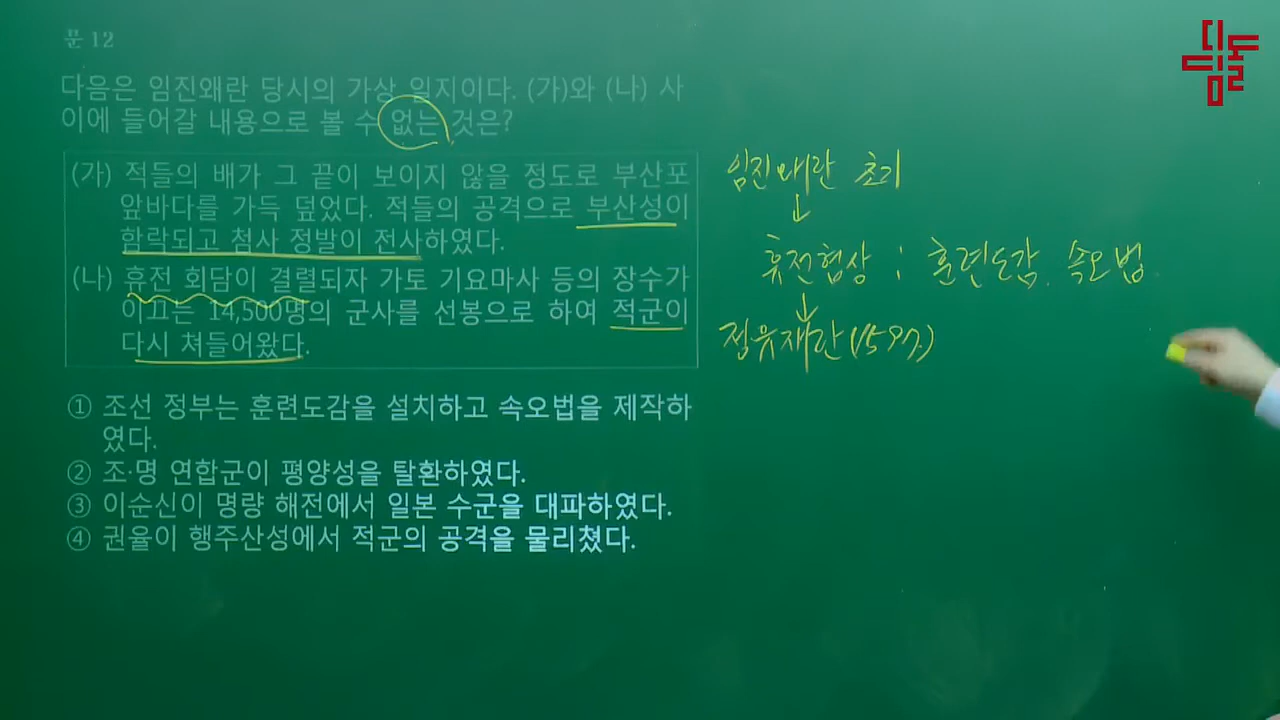 문 12
다음은 임진왜란 당시의 가상 일지이다. (가)와 (나) 사
이에 들어갈 내용으로 볼 수 없는 것은?
(가) 적들의 배가 그 끝이 보이지 않을 정도로 부산포
앞바다를 가득 덮었다. 적들의 공격으로 부산성이
함락되고 첨사 정발이 전사하였다.
(나) 휴전 회담이 결렬되자 가토 기요마사 등의 장수가
이끄는 14,500명의 군사를 선봉으로 하여 적군이
다시 쳐들어왔다.
① 조선 정부는 훈련도감을 설치하고 속오법을 제작하
였다.
② 조·명 연합군이 평양성을 탈환하였다.
③ 이순신이 명량 해전에서 일본 수군을 대파하였다.
④ 권율이 행주산성에서 적군의 공격을 물리쳤다.
임진왜란 초기
↓
휴전협상 : 훈련도감, 속오법
↓
정유재란(1597.)
디
돌